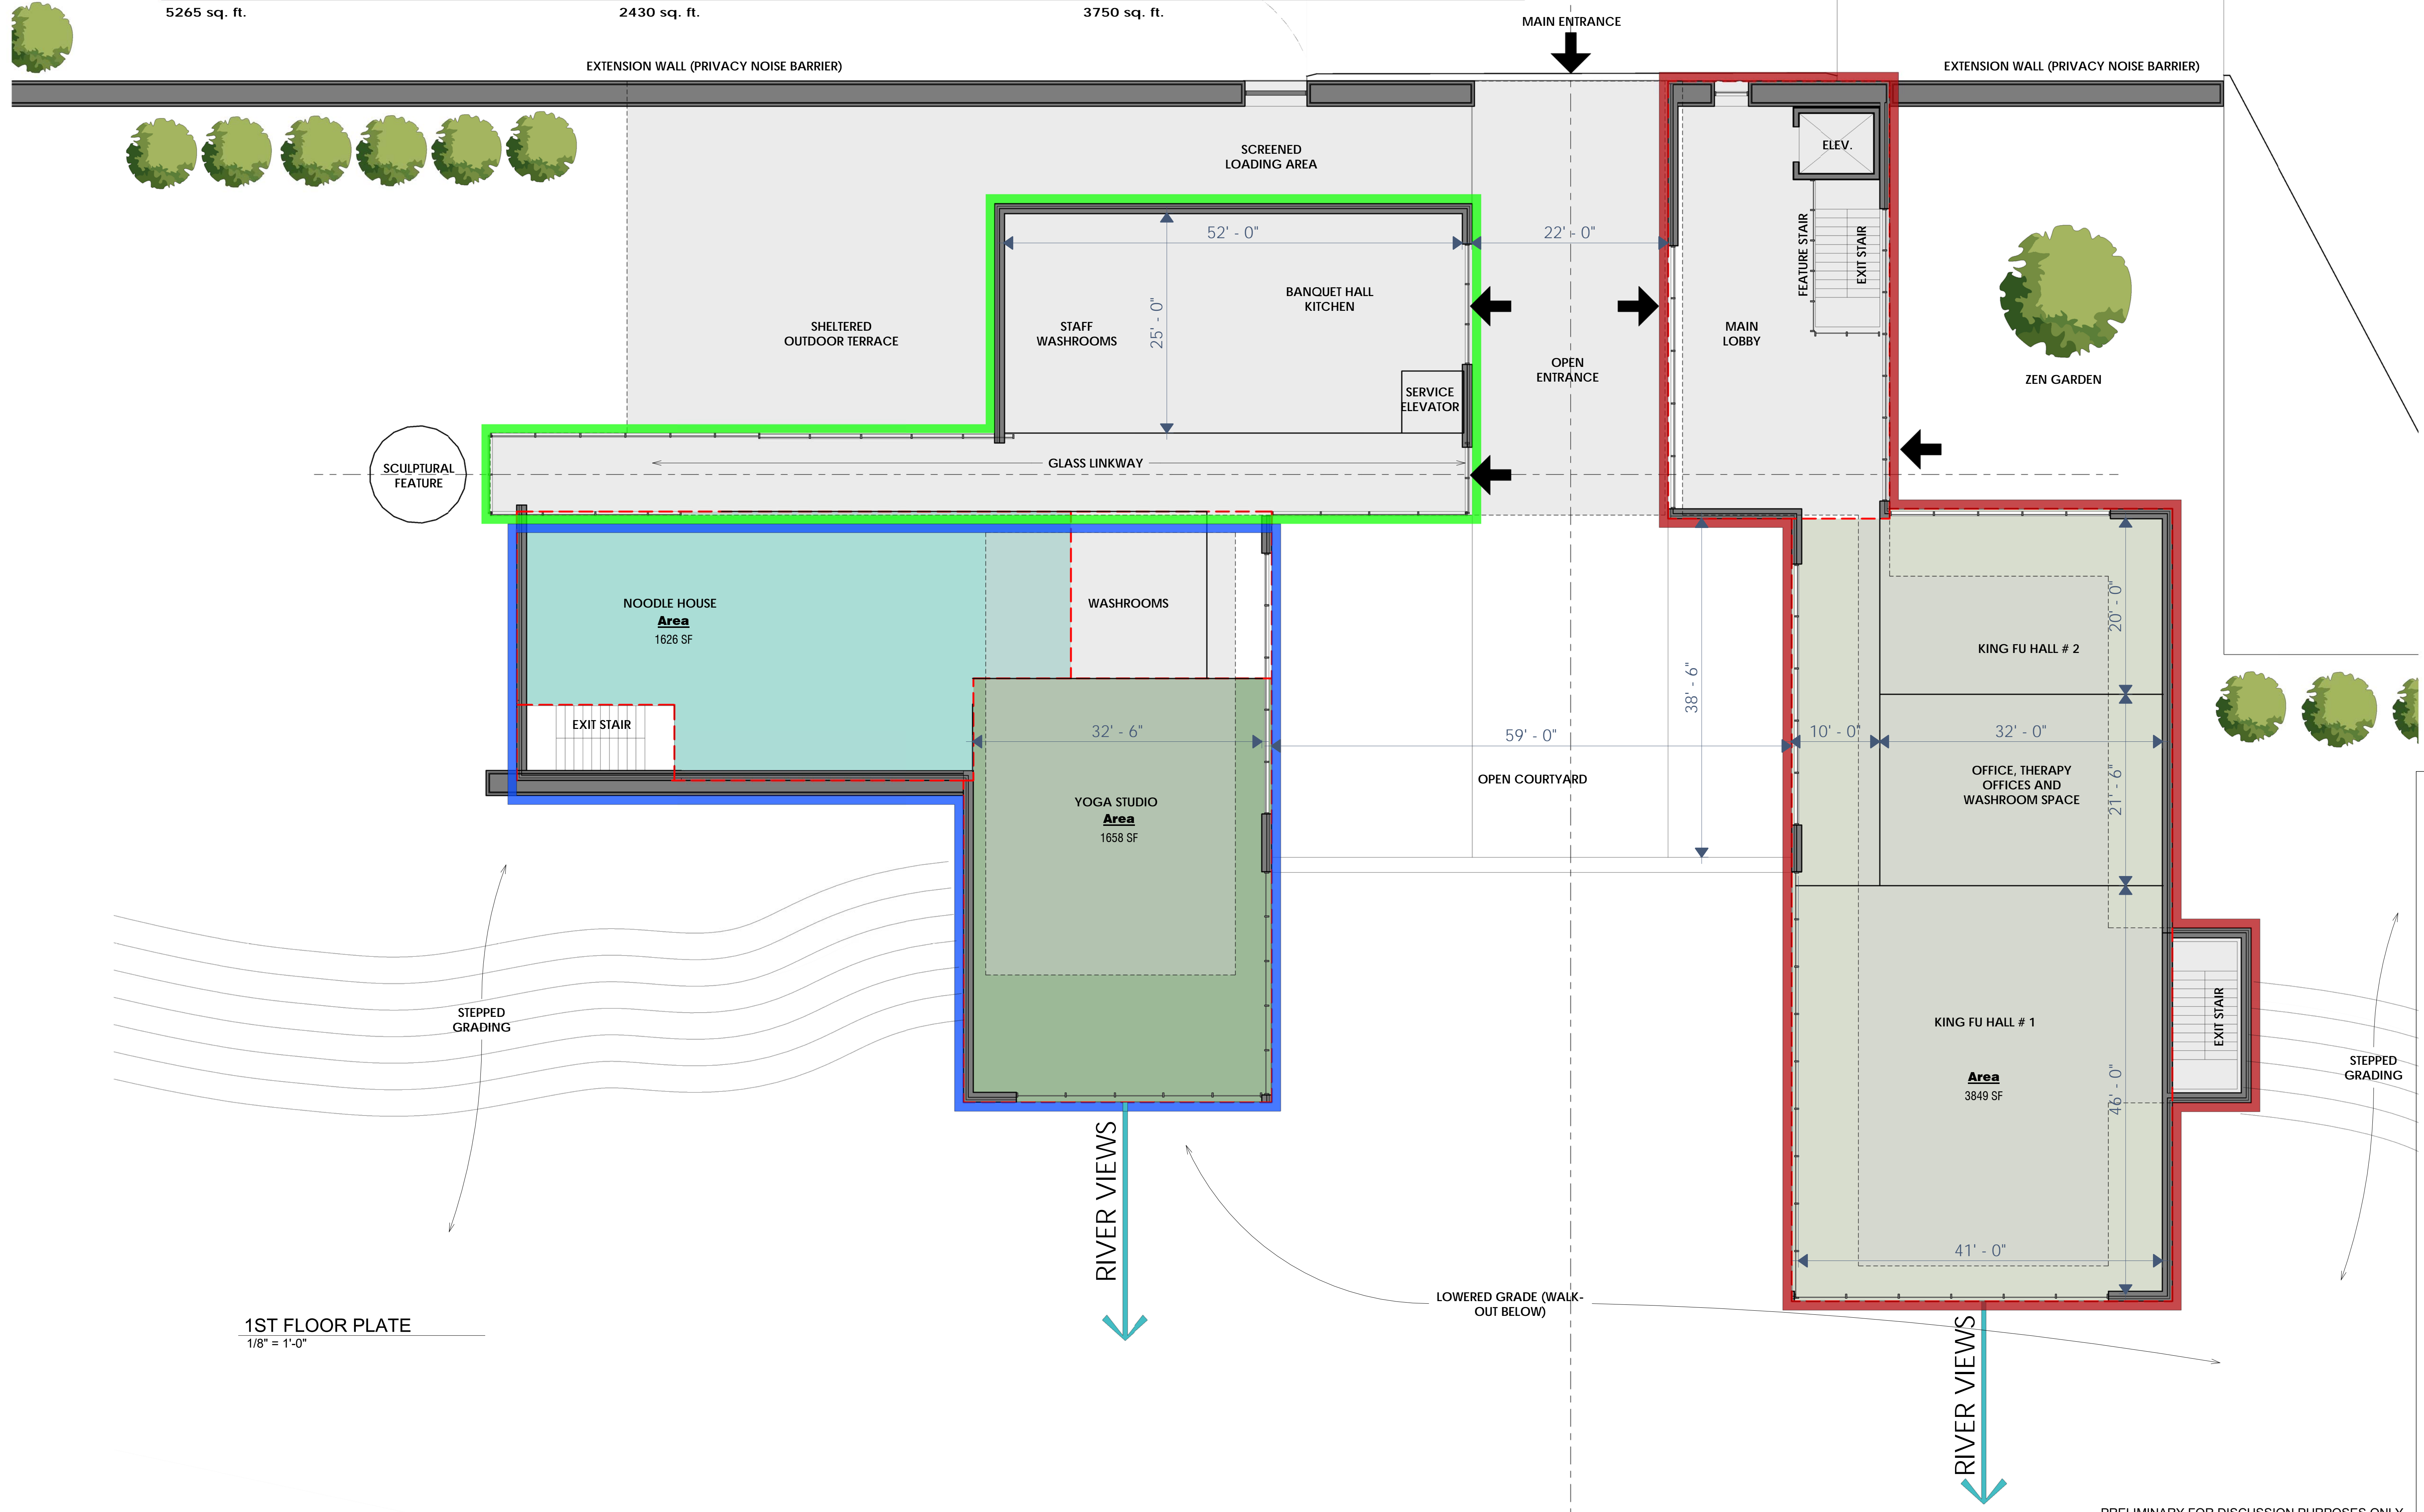 5265 sq. ft.
2430 sq. ft.
3750 sq. ft.
MAIN ENTRANCE
EXTENSION WALL (PRIVACY NOISE BARRIER)
EXTENSION WALL (PRIVACY NOISE BARRIER)
SCREENED
LOADING AREA
ELEV.
52' - 0"
22' - 0"
FEATURE STAIR
EXIT STAIR
BANQUET HALL
KITCHEN
25' - 0"
SHELTERED
OUTDOOR TERRACE
STAFF
WASHROOMS
MAIN
LOBBY
OPEN
ENTRANCE
ZEN GARDEN
SERVICE
ELEVATOR
SCULPTURAL
FEATURE
GLASS LINKWAY
NOODLE HOUSE
Area
1626 SF
WASHROOMS
20' - 0"
KING FU HALL # 2
38' - 6"
EXIT STAIR
32' - 6"
59' - 0"
10' - 0"
32' - 0"
OPEN COURTYARD
OFFICE, THERAPY
OFFICES AND
WASHROOM SPACE
21' - 6"
YOGA STUDIO
Area
1658 SF
STEPPED
GRADING
KING FU HALL # 1
EXIT STAIR
Area
3849 SF
46' - 0"
STEPPED
GRADING
RIVER VIEWS
41' - 0"
LOWERED GRADE (WALK-
OUT BELOW)
1ST FLOOR PLATE
1/8" = 1'-0"
RIVER VIEWS
PRELIMINARY FOR DISCUSSION PURPOSES ONLY